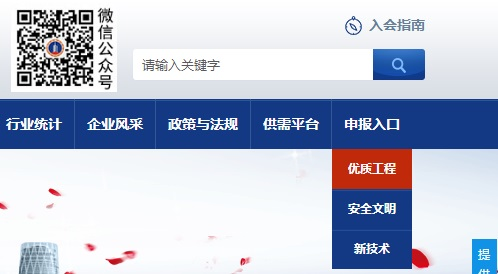 微信公众号
入会指南
请输入关键字
行业统计
企业风采
政策与法规
供需平台
申报入口
优质工程
安全文明
新技术
提供